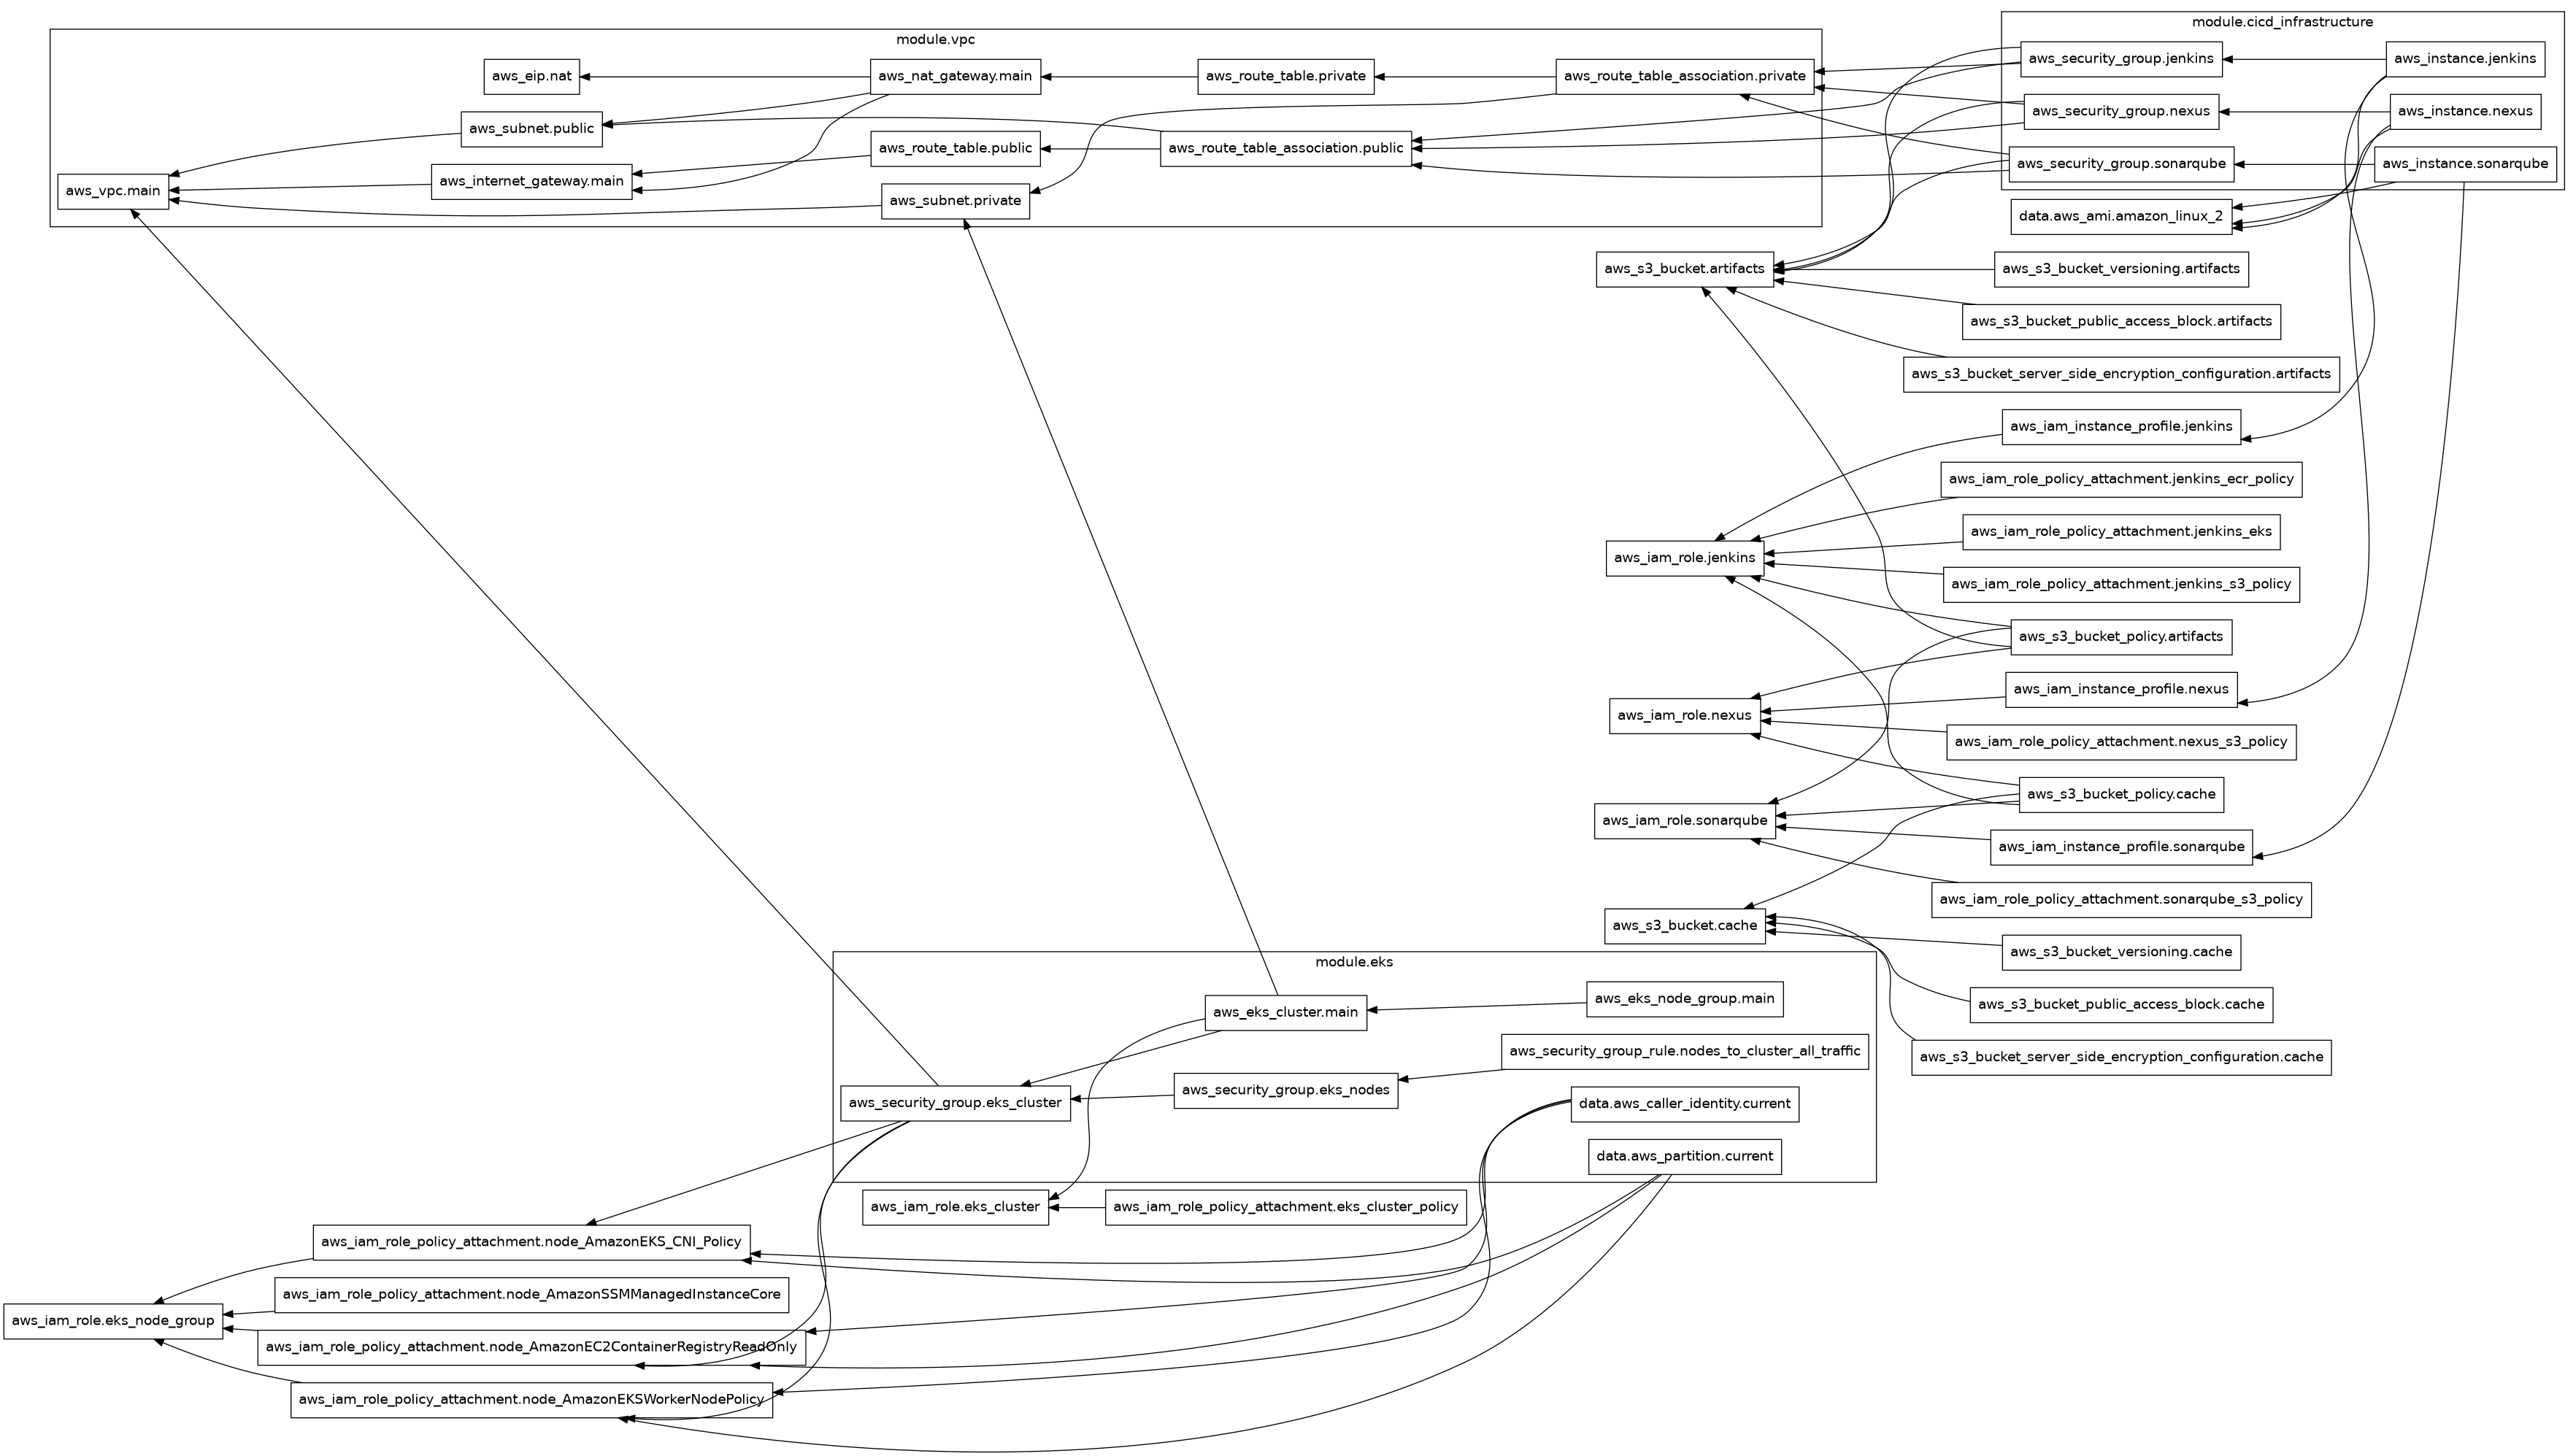 module.vpc
aws_eip.nat
aws_nat_gateway.main
aws_route_table.private
aws_route_table_association.private
aws_subnet.public
aws_route_table.public
aws_route_table_association.public
aws_vpc.main
aws_internet_gateway.main
aws_subnet.private
module.cicd_infrastructure
aws_security_group.jenkins
aws_instance.jenkins
aws_security_group.nexus
aws_instance.nexus
aws_security_group.sonarqube
aws_instance.sonarqube
data.aws_ami.amazon_linux_2
aws_s3_bucket.artifacts
aws_s3_bucket_versioning.artifacts
aws_s3_bucket_public_access_block.artifacts
aws_s3_bucket_server_side_encryption_configuration.artifacts
aws_iam_instance_profile.jenkins
aws_iam_role_policy_attachment.jenkins_ecr_policy
aws_iam_role_policy_attachment.jenkins_eks
aws_iam_role.jenkins
aws_iam_role_policy_attachment.jenkins_s3_policy
aws_s3_bucket_policy.artifacts
aws_iam_instance_profile.nexus
aws_iam_role.nexus
aws_iam_role_policy_attachment.nexus_s3_policy
aws_s3_bucket_policy.cache
aws_iam_role.sonarqube
aws_iam_instance_profile.sonarqube
aws_iam_role_policy_attachment.sonarqube_s3_policy
aws_s3_bucket.cache
aws_s3_bucket_versioning.cache
aws_s3_bucket_public_access_block.cache
aws_s3_bucket_server_side_encryption_configuration.cache
module.eks
aws_eks_cluster.main
aws_eks_node_group.main
aws_security_group_rule.nodes_to_cluster_all_traffic
aws_security_group.eks_cluster
aws_security_group.eks_nodes
data.aws_caller_identity.current
data.aws_partition.current
aws_iam_role.eks_cluster
aws_iam_role_policy_attachment.eks_cluster_policy
aws_iam_role_policy_attachment.node_AmazonEKS_CNI_Policy
aws_iam_role_policy_attachment.node_AmazonSSMManagedInstanceCore
aws_iam_role.eks_node_group
aws_iam_role_policy_attachment.node_AmazonEC2ContainerRegistryReadOnly
aws_iam_role_policy_attachment.node_AmazonEKSWorkerNodePolicy